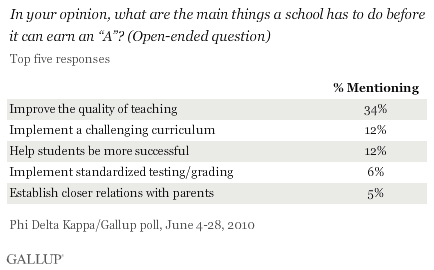 In your opinion, what are the main things a school has to do before
it can earn an “A”? (Open-ended question)
Top five responses
% Mentioning
Improve the quality of teaching 34%
Implement a challenging curriculum 12%
Help students be more successful 12%
Implement standardized testing/grading 6%
Establish closer relations with parents 5%
Phi Delta Kappa/Gallup poll, June 4-28, 2010
GALLUP®